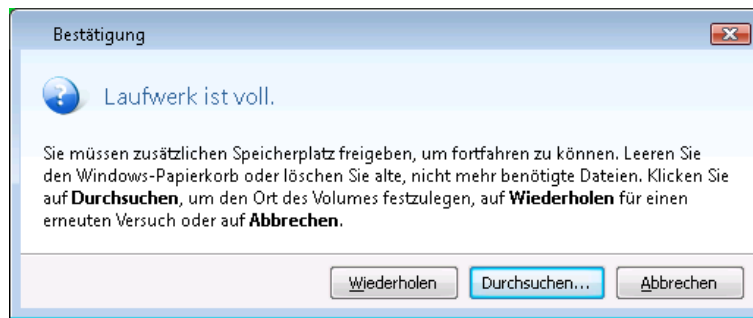 Bestätigung
Laufwerk ist voll.
Sie müssen zusätzlichen Speicherplatz freigeben, um fortfahren zu können. Leeren Sie
den Windows-Papierkorb oder löschen Sie alte, nicht mehr benötigte Dateien. Klicken Sie
auf Durchsuchen, um den Ort des Volumes festzulegen, auf Wiederholen für einen
erneuten Versuch oder auf Abbrechen.
Wiederholen Durchsuchen... Abbrechen